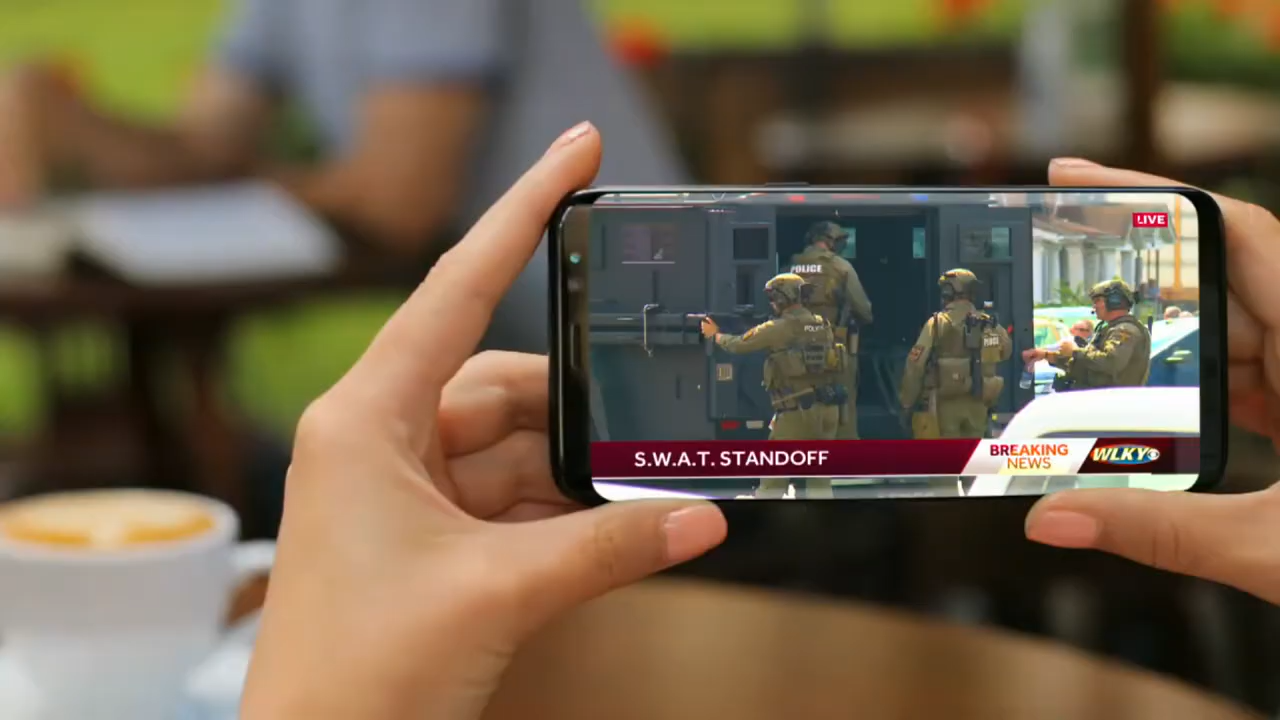 LIVE
POLICE
POLICE
POLICE
S.W.A.T. STANDOFF
BREAKING
NEWS
WLKY